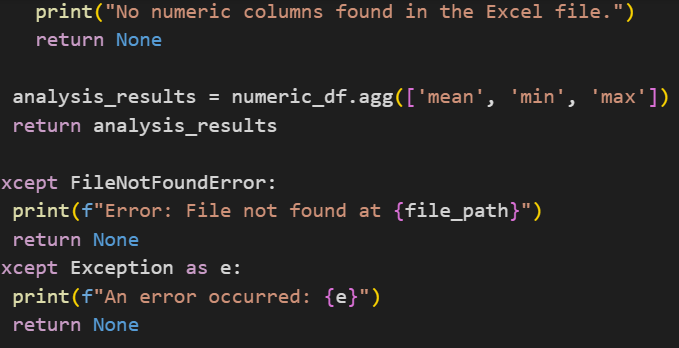 print("No numeric columns found in the Excel file.")
return None
analysis_results = numeric_df.agg(['mean', 'min', 'max'])
return analysis_results
xcept FileNotFoundError:
print(f"Error: File not found at {file_path}")
return None
xcept Exception as e:
print(f"An error occurred: {e}")
return None